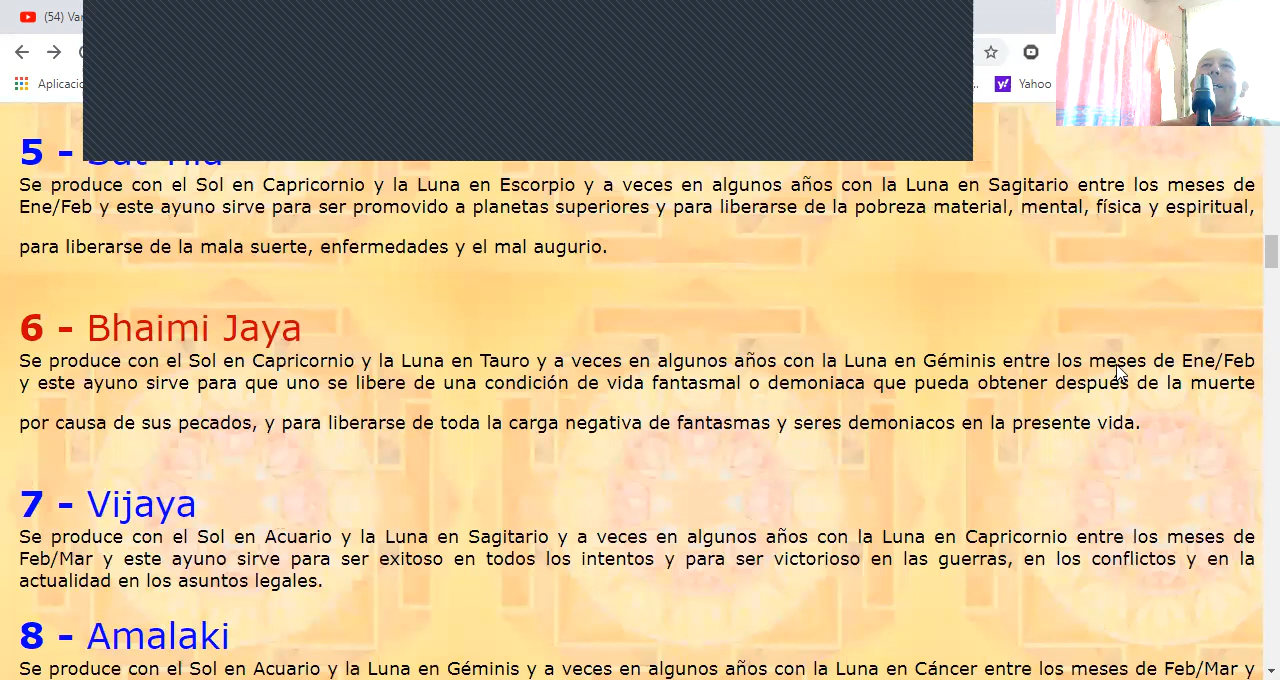 (54)
Aplicacio
Yahoo
5 - Sat Tila
Se produce con el Sol en Capricornio y la Luna en Escorpio y a veces en algunos años con la Luna en Sagitario entre los meses de
Ene/Feb y este ayuno sirve para ser promovido a planetas superiores y para liberarse de la pobreza material, mental, física y espiritual,
para liberarse de la mala suerte, enfermedades y el mal augurio.
6 - Bhaimi Jaya
Se produce con el Sol en Capricornio y la Luna en Tauro y a veces en algunos años con la Luna en Géminis entre los meses de Ene/Feb
y este ayuno sirve para que uno se libere de una condición de vida fantasmal o demoniaca que pueda obtener después de la muerte
por causa de sus pecados, y para liberarse de toda la carga negativa de fantasmas y seres demoniacos en la presente vida.
7 - Vijaya
Se produce con el Sol en Acuario y la Luna en Sagitario y a veces en algunos años con la Luna en Capricornio entre los meses de
Feb/Mar y este ayuno sirve para ser exitoso en todos los intentos y para ser victorioso en las guerras, en los conflictos y en la
actualidad en los asuntos legales.
8 - Amalaki
Se produce con el Sol en Acuario y la Luna en Géminis y a veces en algunos años con la Luna en Cáncer entre los meses de Feb/Mar y